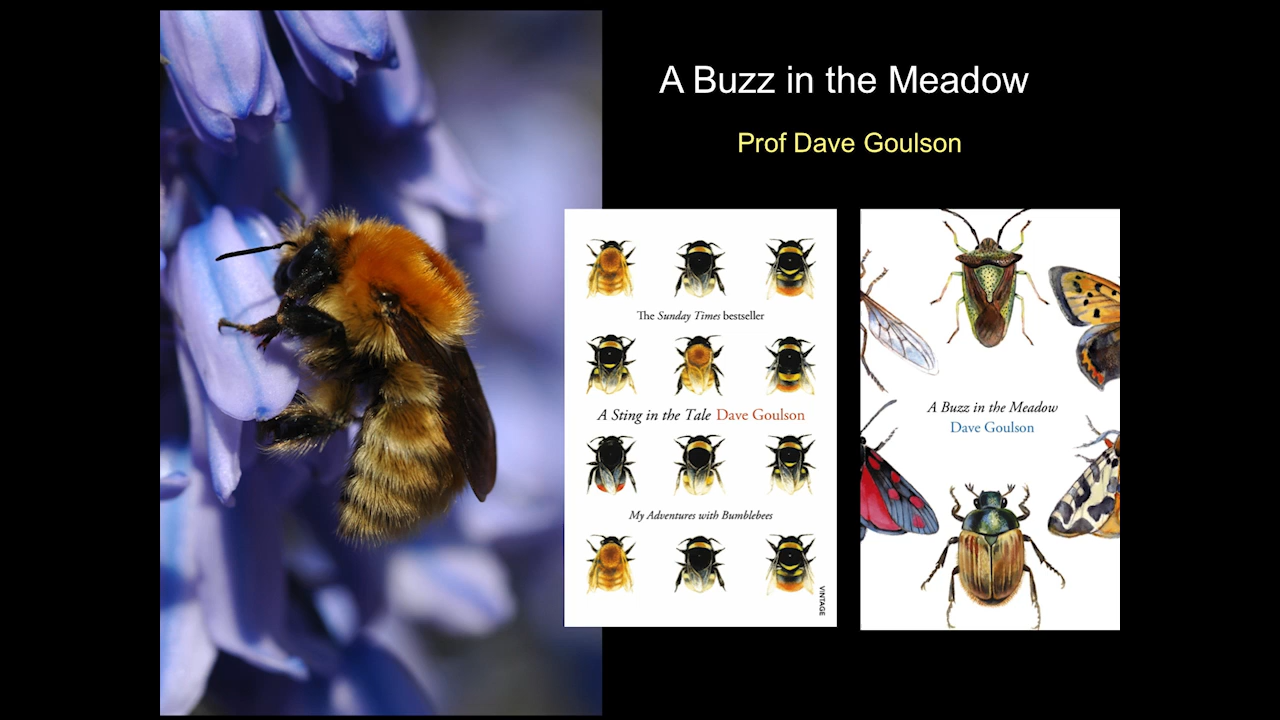 A Buzz in the Meadow
Prof Dave Goulson
The Sunday Times bestseller
A Sting in the Tale Dave Goulson
My Adventures with Bumblebees
VINTAGE
A Buzz in the Meadow
Dave Goulson